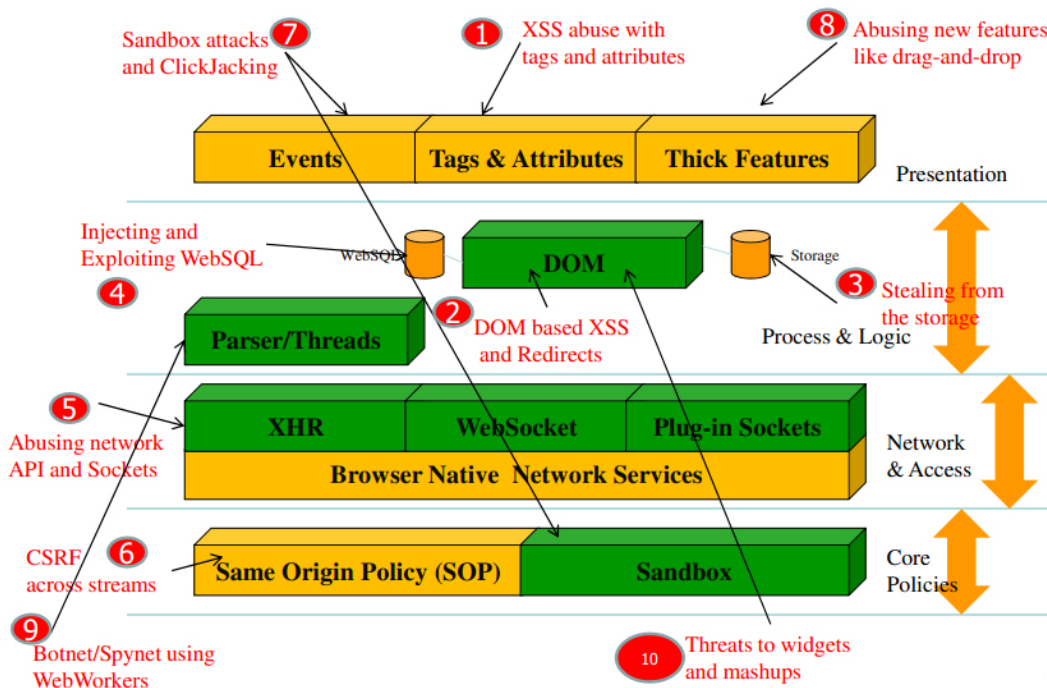 7
Sandbox attacks
and ClickJacking
1
XSS abuse with
tags and attributes
8
Abusing new features
like drag-and-drop
Events
Tags & Attributes
Thick Features
Presentation
Injecting and
Exploiting WebSQL
4
WebSQL
DOM
Storage
3
Stealing from
the storage
2
DOM based XSS
and Redirects
Process & Logic
Parser/Threads
5
Abusing network
API and Sockets
XHR
WebSocket
Plug-in Sockets
Browser Native Network Services
Network
& Access
6
CSRF
across streams
Same Origin Policy (SOP)
Sandbox
Core
Policies
9
Botnet/Spynet using
WebWorkers
10
Threats to widgets
and mashups